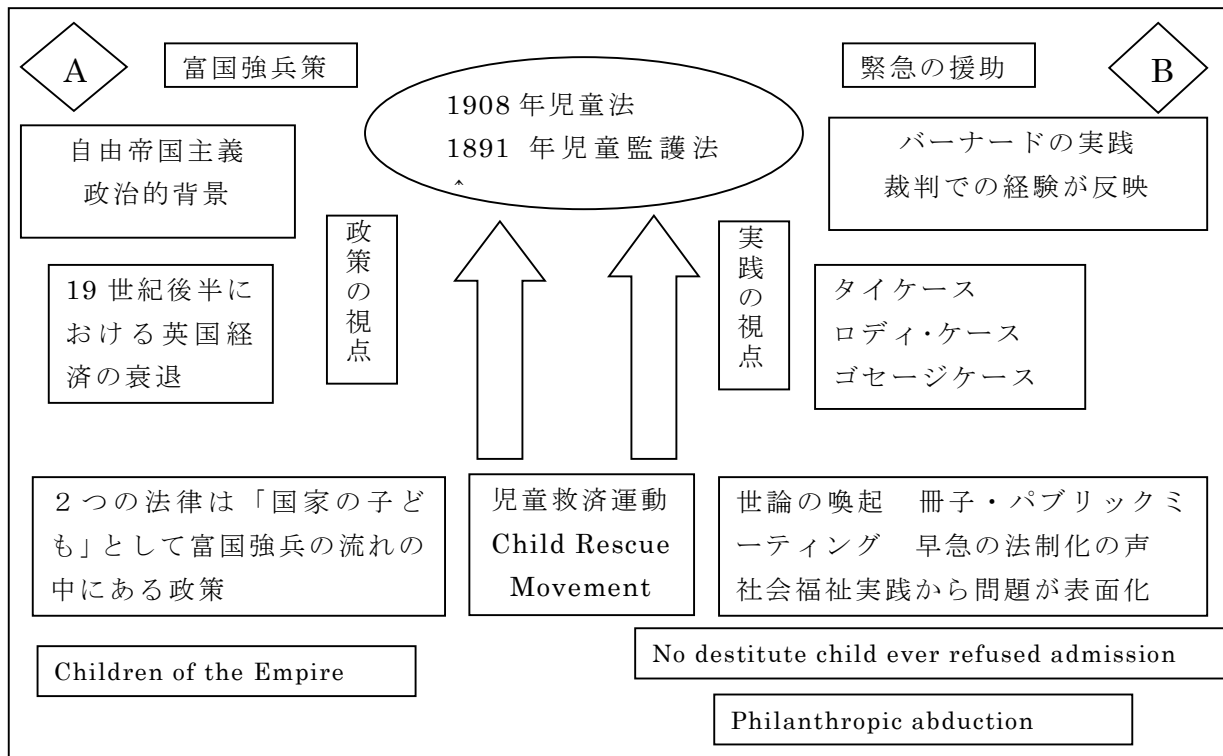 A
富国強兵策
自由帝国主義
政治的背景
19世紀後半に
おける英国経
済の衰退
政策の視点
1908年児童法
1891 年児童監護法
緊急の援助
B
バーナードの実践
裁判での経験が反映
実践の視点
タイケース
ロディ・ケース
ゴセージケース
２つの法律は「国家の子ど
も」として富国強兵の流れの
中にある政策
Children of the Empire
児童救済運動
Child Rescue
Movement
世論の喚起　冊子・パブリックミ
ーティング　早急の法制化の声
社会福祉実践から問題が表面化
No destitute child ever refused admission
Philanthropic abduction